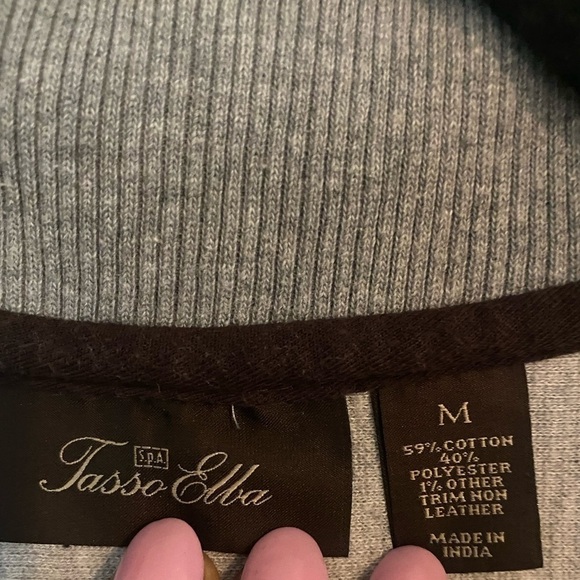 S.p.A.
Tasso Elba
M
59% COTTON
40%
POLYESTER
1% OTHER
TRIM NON
LEATHER
MADE IN
INDIA